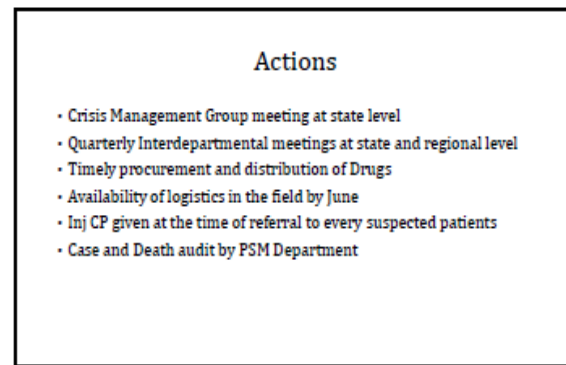 Actions
• Crisis Management Group meeting at state level
• Quarterly Interdepartmental meetings at state and regional level
• Timely procurement and distribution of Drugs
• Availability of logistics in the field by June
• Inj CP given at the time of referral to every suspected patients
• Case and Death audit by PSM Department